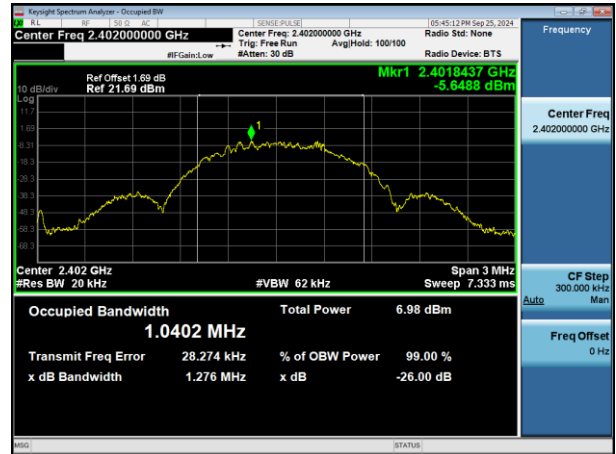 Keysight Spectrum Analyzer - Occupied BW
RL RF 50 Ω AC SENSE:PULSE 05:45:12 PM Sep 25, 2024
Center Freq 2.402000000 GHz Center Freq: 2.402000000 GHz Radio Std: None Frequency
Trig: Free Run Avg|Hold: 100/100
#IFGain:Low #Atten: 30 dB Radio Device: BTS
Ref Offset 1.69 dB Mkr1 2.4018437 GHz
10 dB/div Ref 21.69 dBm -5.6488 dBm
Log
11.7
1.69
-8.31
-18.3
-28.3
-38.3
-48.3
-58.3
-68.3
1
Center Freq
2.402000000 GHz
Center 2.402 GHz Span 3 MHz
#Res BW 20 kHz #VBW 62 kHz Sweep 7.333 ms
CF Step
300.000 kHz
Auto Man
Occupied Bandwidth Total Power 6.98 dBm
1.0402 MHz
Transmit Freq Error 28.274 kHz % of OBW Power 99.00 %
x dB Bandwidth 1.276 MHz x dB -26.00 dB
Freq Offset
0 Hz
MSG STATUS